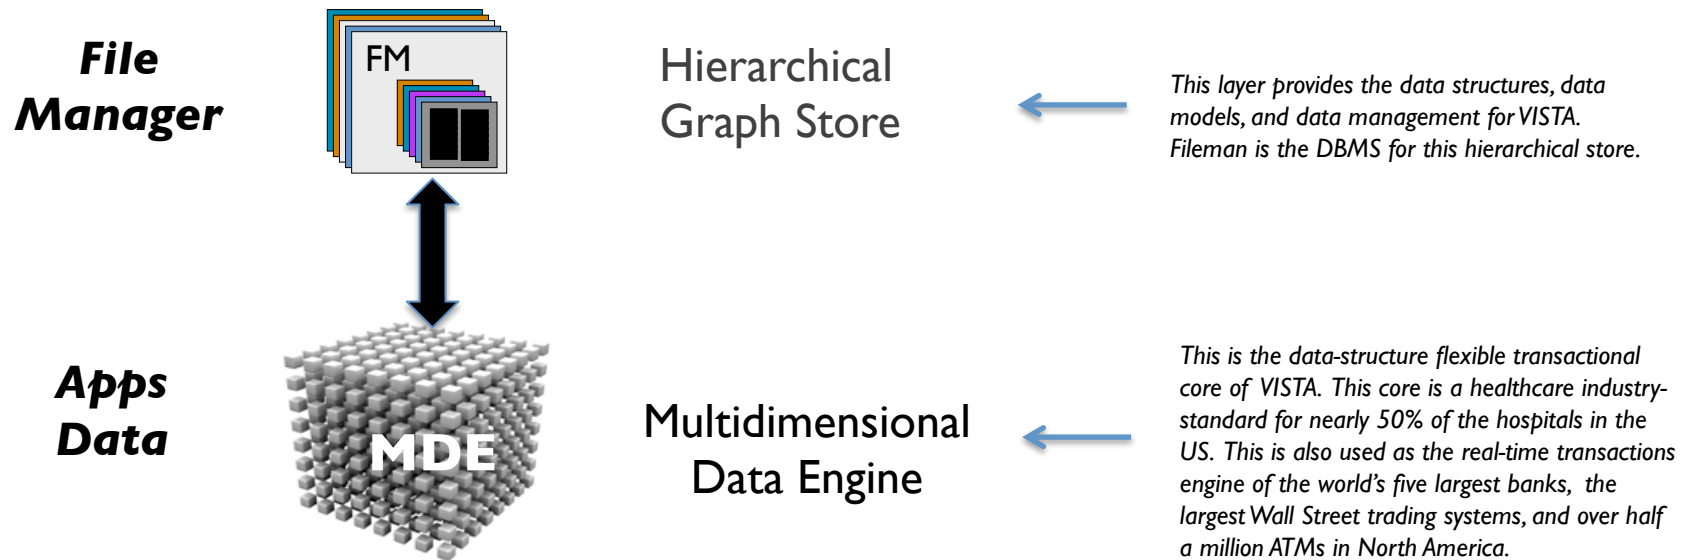 File
Manager
FM
Hierarchical
Graph Store
This layer provides the data structures, data
models, and data management for VISTA.
Fileman is the DBMS for this hierarchical store.
Apps
Data
MDE
Multidimensional
Data Engine
This is the data-structure flexible transactional
core of VISTA. This core is a healthcare industry-
standard for nearly 50% of the hospitals in the
US. This is also used as the real-time transactions
engine of the world's five largest banks, the
largest Wall Street trading systems, and over half
a million ATMs in North America.